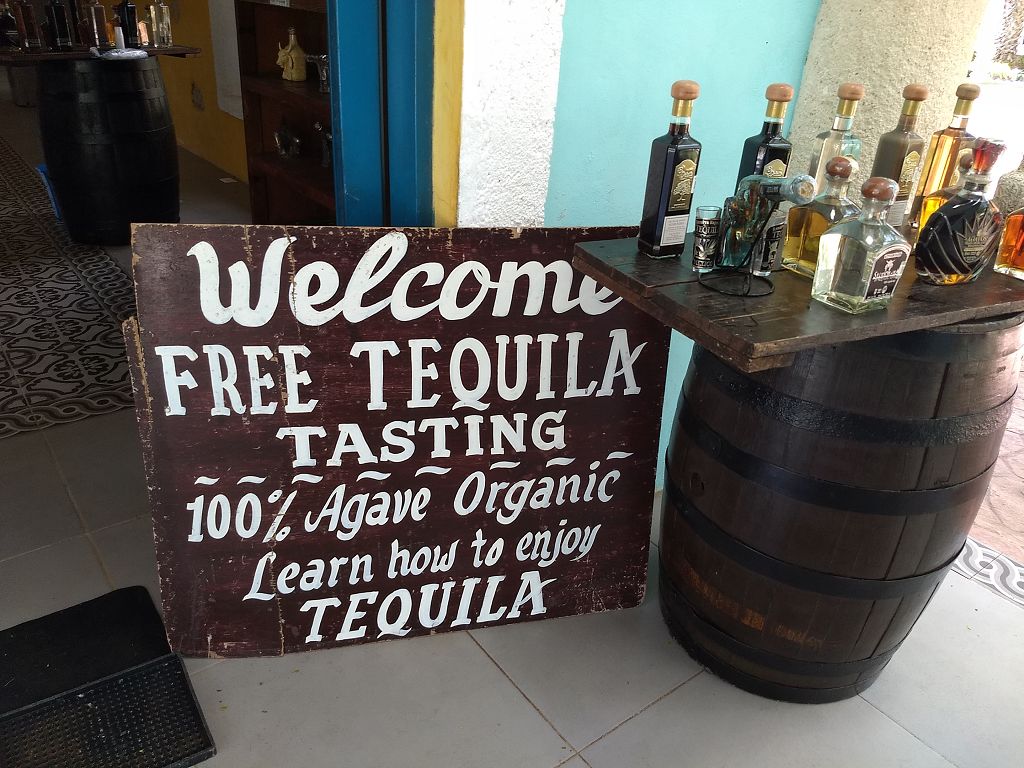 Welcome
FREE TEQUILA
TASTING
100% Agave Organic
Learn how to enjoy
TEQUILA